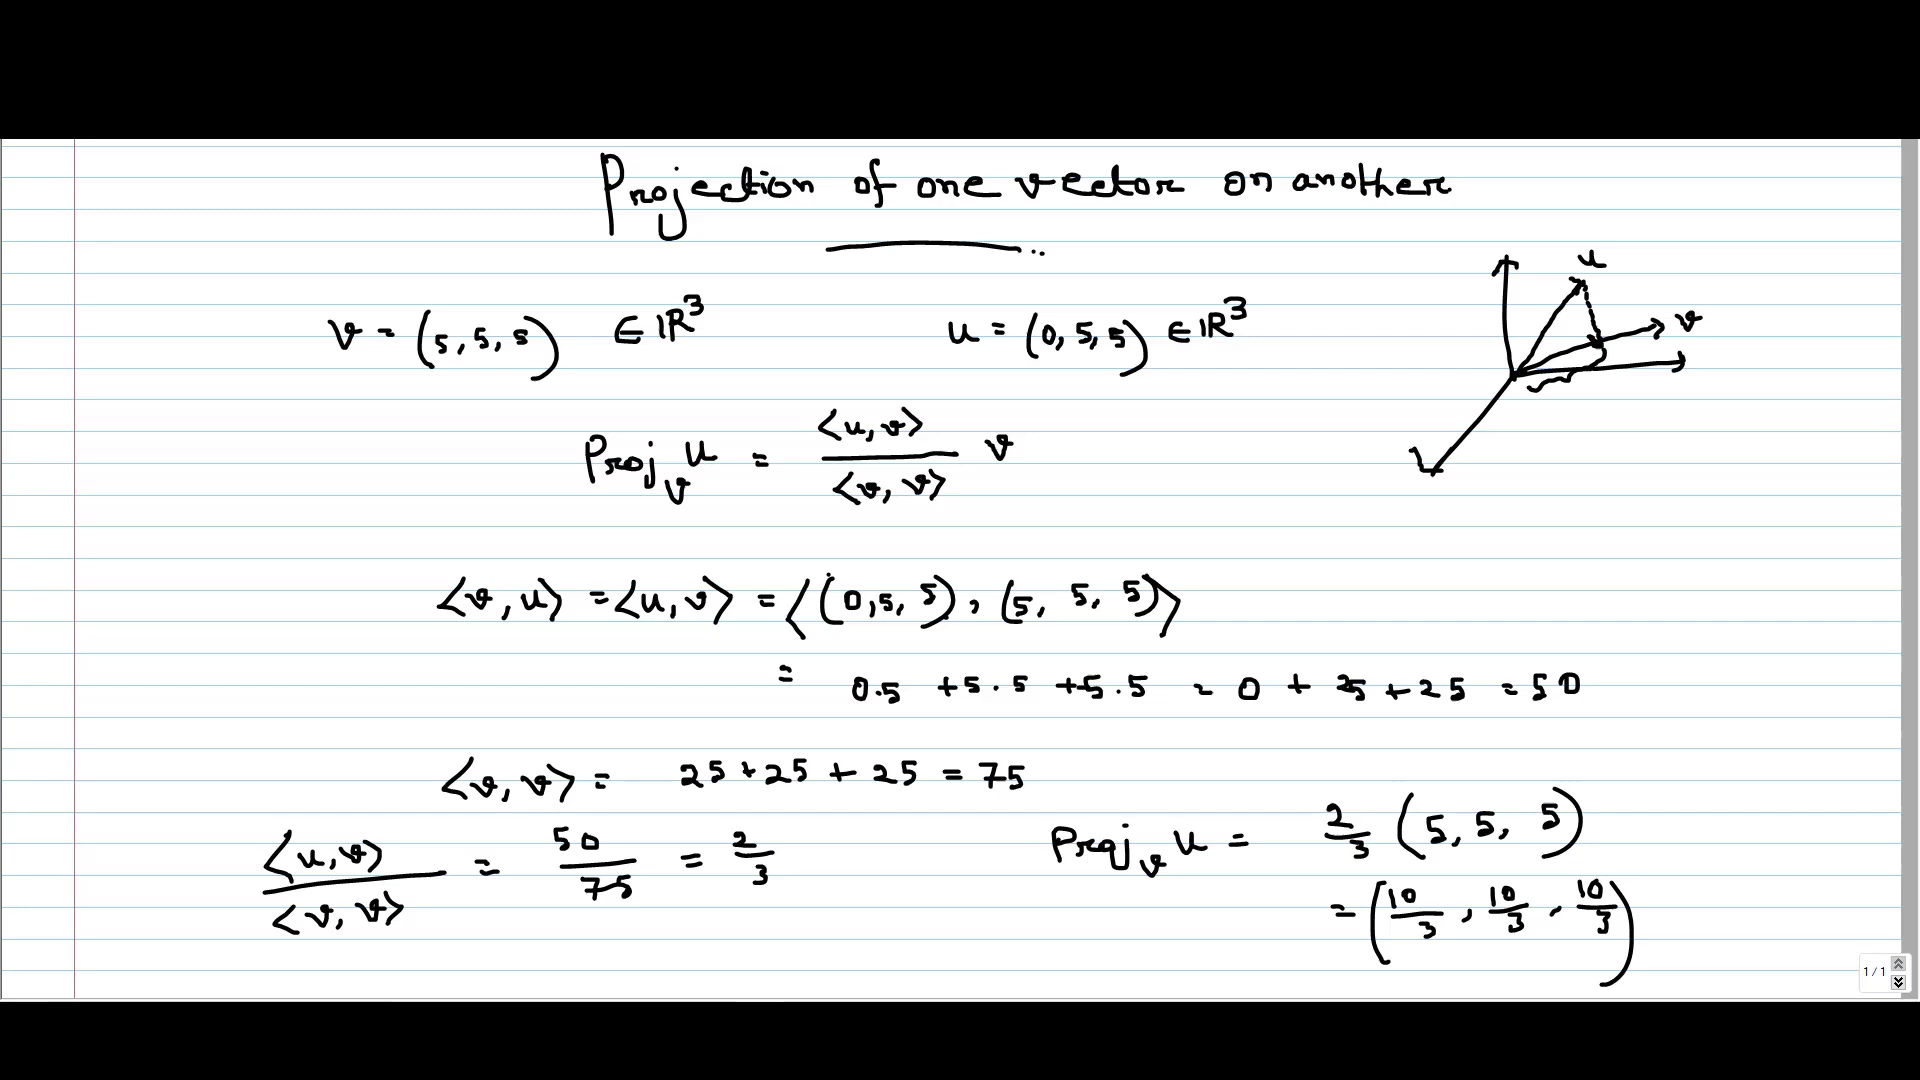 Projection of one vector on another
v = (5, 5, 5) ∈ ℝ³ u = (0, 5, 5) ∈ ℝ³
u
v
Proj_v u = <u, v> / <v, v> v
<v, u> = <u, v> = <(0, 5, 5), (5, 5, 5)>
= 0.5 + 5.5 + 5.5 = 0 + 25 + 25 = 50
<v, v> = 25 + 25 + 25 = 75
<u, v> / <v, v> = 50/75 = 2/3
Proj_v u = 2/3 (5, 5, 5)
= (10/3, 10/3, 10/3)
1/1